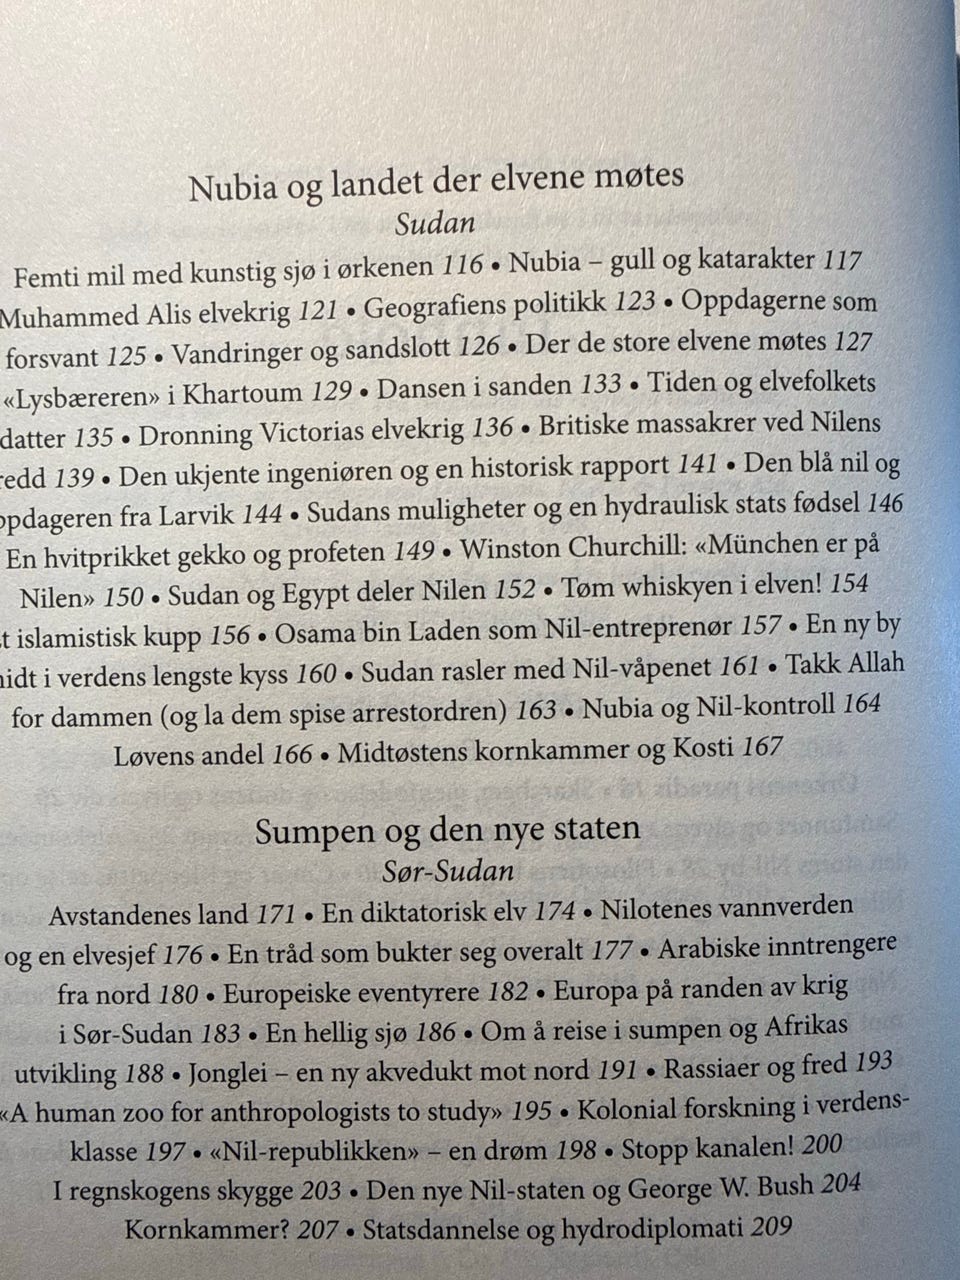 Nubia og landet der elvene møtes
Sudan
Femti mil med kunstig sjø i ørkenen 116 • Nubia – gull og katarakter 117
Muhammed Alis elvekrig 121 • Geografiens politikk 123 • Oppdagerne som
forsvant 125 • Vandringer og sandslott 126 • Der de store elvene møtes 127
«Lysbæreren» i Khartoum 129 • Dansen i sanden 133 • Tiden og elvefolkets
datter 135 • Dronning Victorias elvekrig 136 • Britiske massakrer ved Nilens
139 • Den ukjente ingeniøren og en historisk rapport 141 • Den blå nil og
fra Larvik 144 • Sudans muligheter og en hydraulisk stats fødsel 146
En hvitprikket gekko og profeten 149 • Winston Churchill: «München er på
Nilen» 150 • Sudan og Egypt deler Nilen 152 • Tøm whiskyen i elven! 154
islamistisk kupp 156 • Osama bin Laden som Nil-entreprenør 157 • En ny by
i verdens lengste kyss 160 • Sudan rasler med Nil-våpenet 161 • Takk Allah
for dammen (og la dem spise arrestordren) 163 • Nubia og Nil-kontroll 164
Løvens andel 166 • Midtøstens kornkammer og Kosti 167
Sumpen og den nye staten
Sør-Sudan
Avstandenes land 171 • En diktatorisk elv 174 • Nilotenes vannverden
og en elvesjef 176 • En tråd som bukter seg overalt 177 • Arabiske inntrengere
fra nord 180 • Europeiske eventyrere 182 • Europa på randen av krig
i Sør-Sudan 183 • En hellig sjø 186 • Om å reise i sumpen og Afrikas
utvikling 188 • Jonglei – en ny akvedukt mot nord 191 • Rassiaer og fred 193
«A human zoo for anthropologists to study» 195 • Kolonial forskning i verdens-
klasse 197 • «Nil-republikken» – en drøm 198 • Stopp kanalen! 200
I regnskogens skygge 203 • Den nye Nil-staten og George W. Bush 204
Kornkammer? 207 • Statsdannelse og hydrodiplomati 209